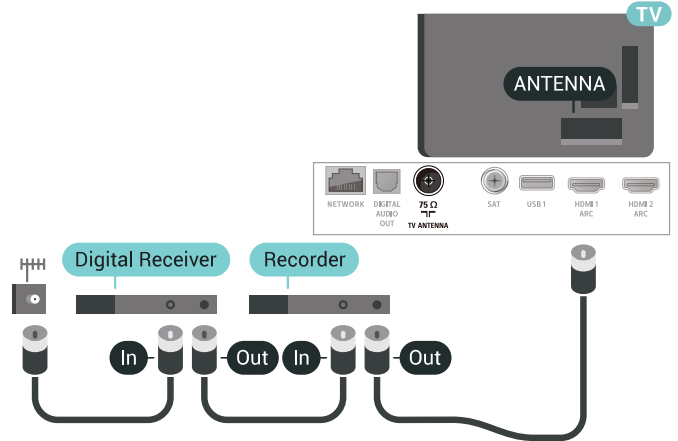 TV
ANTENNA
NETWORK
DIGITAL
AUDIO
OUT
75 Ω
TV ANTENNA
SAT
USB 1
HDMI 1
ARC
HDMI 2
ARC
Digital Receiver
Recorder
In
Out
In
Out